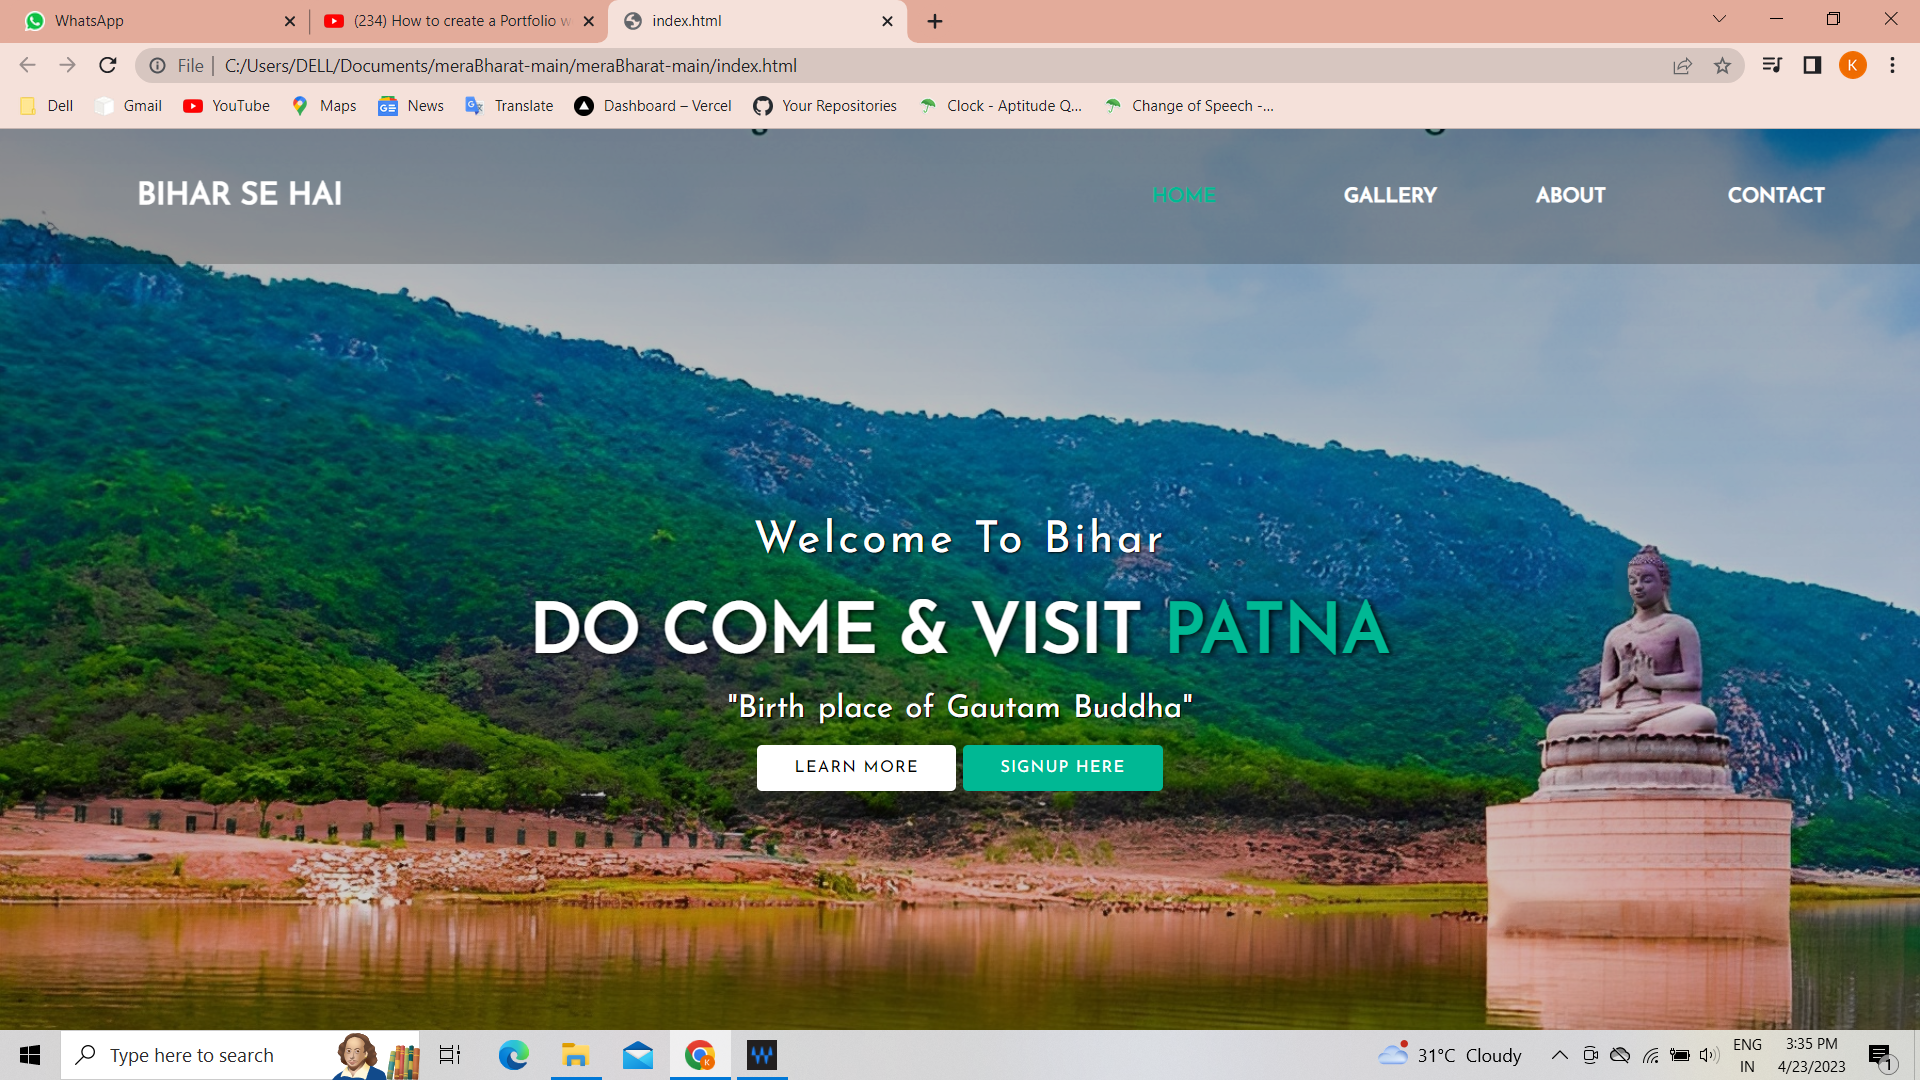 WhatsApp
(234) How to create a Portfolio w
index.html
File
C:/Users/DELL/Documents/meraBharat-main/meraBharat-main/index.html
K
Dell
Gmail
YouTube
Maps
News
Translate
Dashboard – Vercel
Your Repositories
Clock - Aptitude Q...
Change of Speech -...
BIHAR SE HAI
HOME
GALLERY
ABOUT
CONTACT
Welcome To Bihar
DO COME & VISIT PATNA
"Birth place of Gautam Buddha"
LEARN MORE
SIGNUP HERE
Type here to search
31°C Cloudy
ENG
IN
3:35 PM
4/23/2023
1